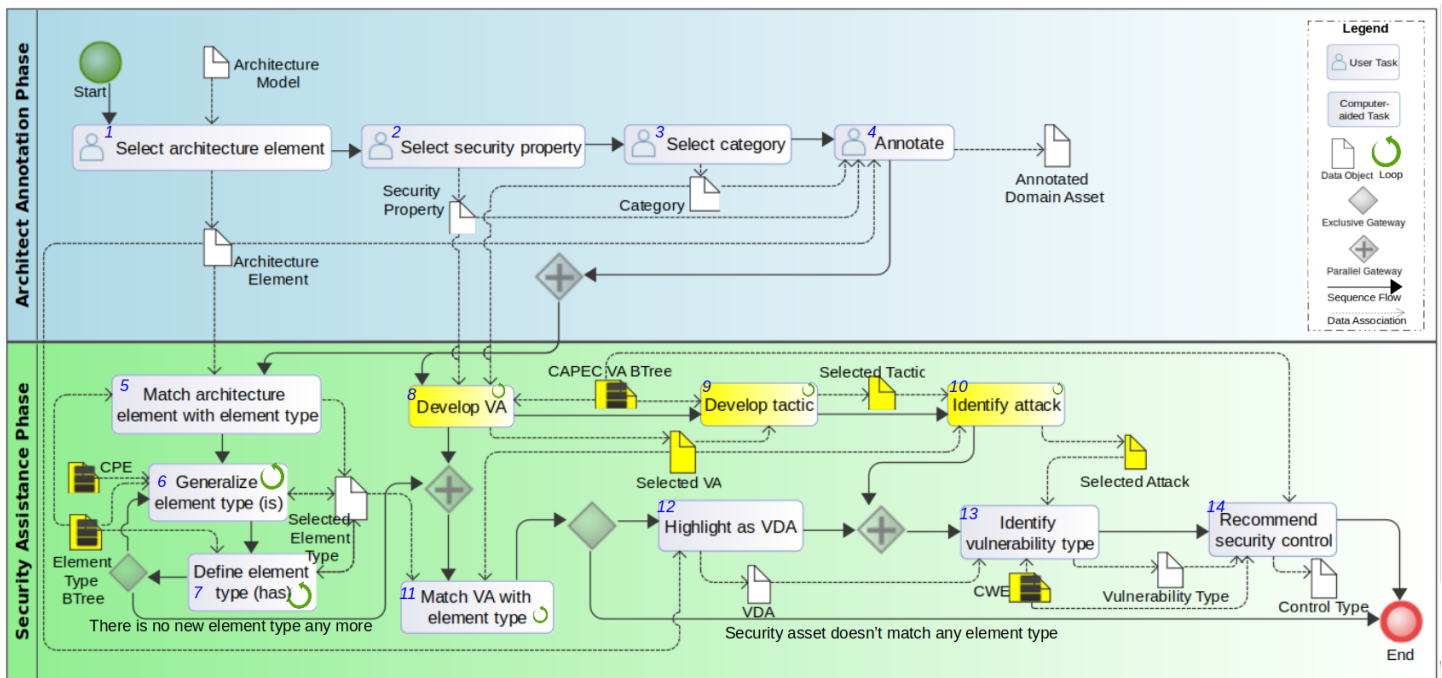 Architect Annotation Phase
Start
Architecture
Model
1
Select architecture element
2
Select security property
3
Select category
4
Annotate
Security
Property
Category
Annotated
Domain Asset
Architecture
Element
Legend
User Task
Computer-
aided Task
Data Object
Loop
Exclusive Gateway
Parallel Gateway
Sequence Flow
Data Association
Security Assistance Phase
5
Match architecture
element with element type
CPE
6
Generalize
element type (is)
Selected
Element
Type
Element
Type
BTree
Define element
7
type (has)
There is no new element type any more
8
Develop VA
CAPEC VA BTree
9
Develop tactic
Selected Tactic
10
Identify attack
Selected VA
Selected Attack
11
Match VA with
element type
12
Highlight as VDA
VDA
13
Identify
vulnerability type
CWE
Vulnerability Type
14
Recommend
security control
Control Type
Security asset doesn't match any element type
End